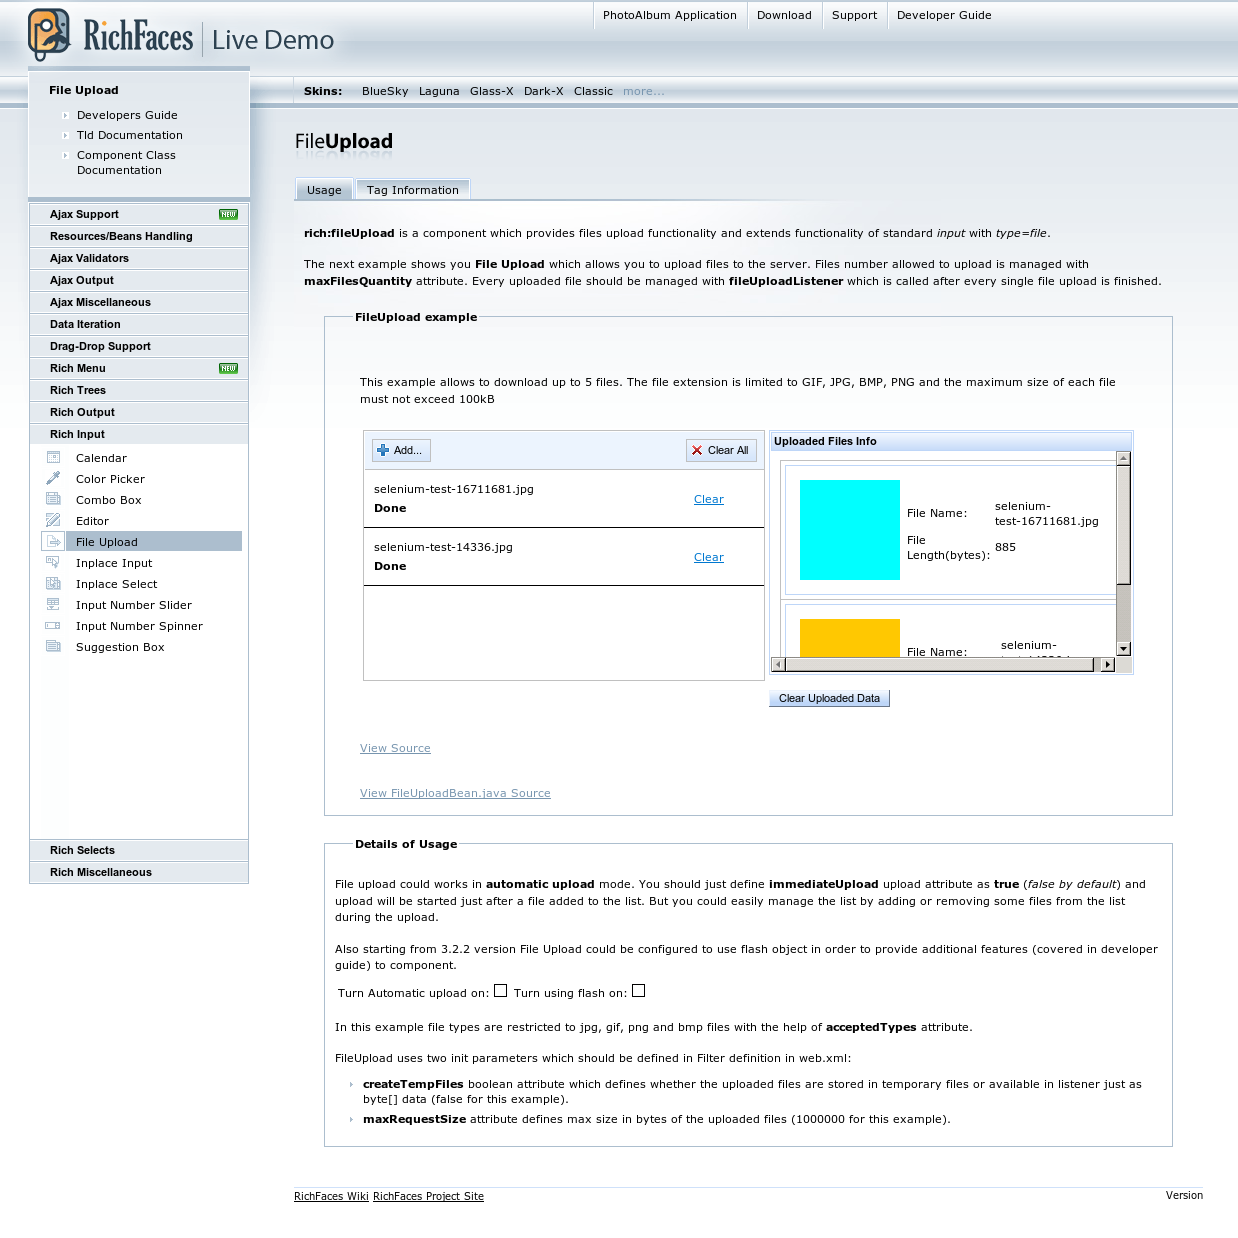 RichFaces Live Demo
PhotoAlbum Application
Download
Support
Developer Guide
File Upload
Developers Guide
Tld Documentation
Component Class
Documentation
Skins: BlueSky Laguna Glass-X Dark-X Classic more...
FileUpload
Usage
Tag Information
Ajax Support NEW
Resources/Beans Handling
Ajax Validators
Ajax Output
Ajax Miscellaneous
Data Iteration
Drag-Drop Support
Rich Menu NEW
Rich Trees
Rich Output
Rich Input
Calendar
Color Picker
Combo Box
Editor
File Upload
Inplace Input
Inplace Select
Input Number Slider
Input Number Spinner
Suggestion Box
Rich Selects
Rich Miscellaneous
rich:fileUpload is a component which provides files upload functionality and extends functionality of standard input with type=file.
The next example shows you File Upload which allows you to upload files to the server. Files number allowed to upload is managed with
maxFilesQuantity attribute. Every uploaded file should be managed with fileUploadListener which is called after every single file upload is finished.
FileUpload example
This example allows to download up to 5 files. The file extension is limited to GIF, JPG, BMP, PNG and the maximum size of each file
must not exceed 100kB
Add...
Clear All
selenium-test-16711681.jpg
Done
Clear
selenium-test-14336.jpg
Done
Clear
Uploaded Files Info
File Name:
selenium-
test-16711681.jpg
File
Length(bytes):
885
File Name:
selenium-
Clear Uploaded Data
View Source
View FileUploadBean.java Source
Details of Usage
File upload could works in automatic upload mode. You should just define immediateUpload upload attribute as true (false by default) and
upload will be started just after a file added to the list. But you could easily manage the list by adding or removing some files from the list
during the upload.
Also starting from 3.2.2 version File Upload could be configured to use flash object in order to provide additional features (covered in developer
guide) to component.
Turn Automatic upload on: Turn using flash on:
In this example file types are restricted to jpg, gif, png and bmp files with the help of acceptedTypes attribute.
FileUpload uses two init parameters which should be defined in Filter definition in web.xml:
createTempFiles boolean attribute which defines whether the uploaded files are stored in temporary files or available in listener just as
byte[] data (false for this example).
maxRequestSize attribute defines max size in bytes of the uploaded files (1000000 for this example).
RichFaces Wiki RichFaces Project Site
Version